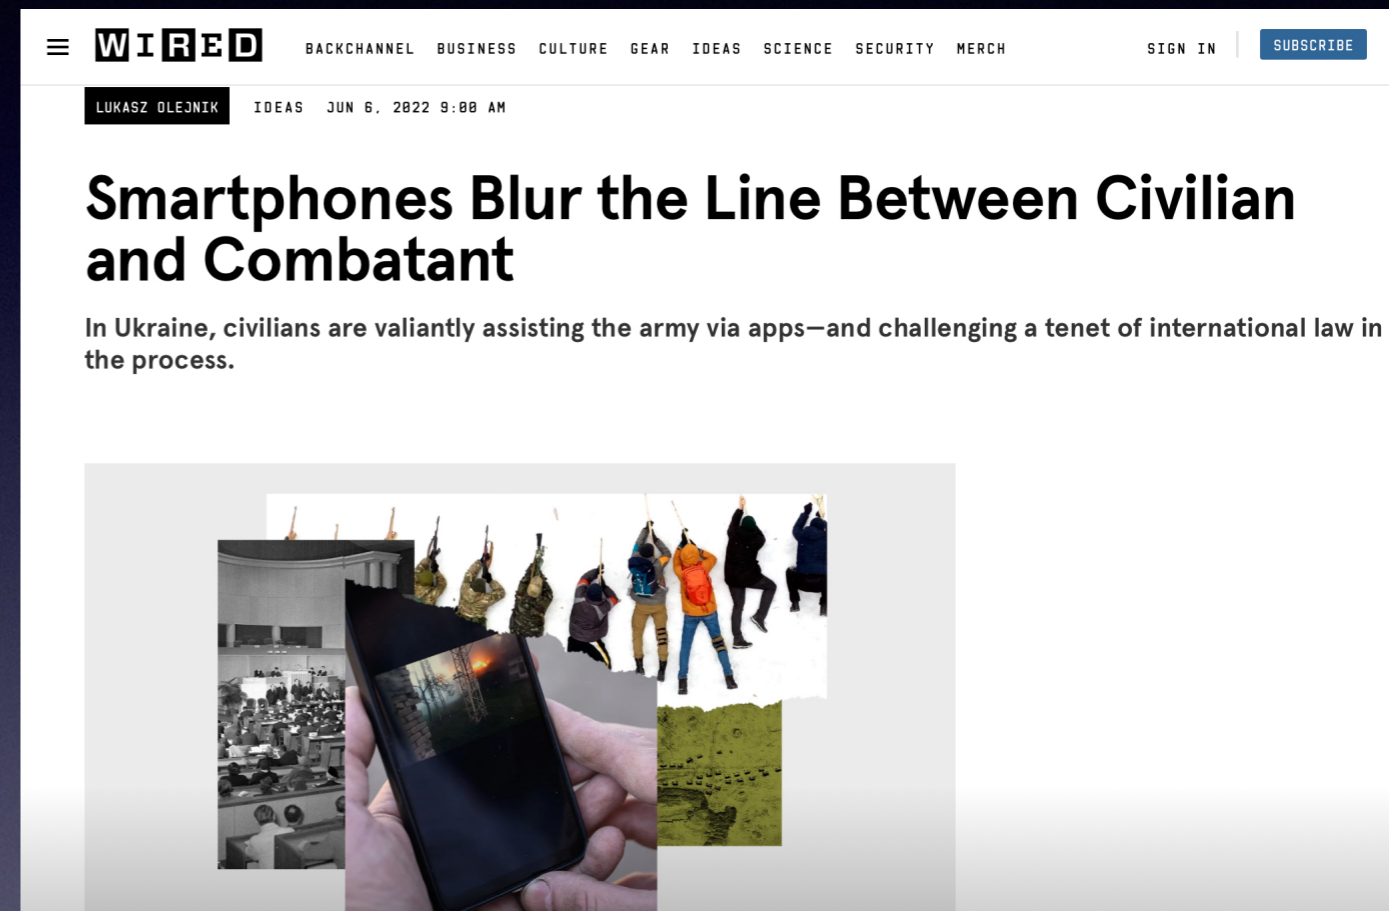 WIRED BACKCHANNEL BUSINESS CULTURE GEAR IDEAS SCIENCE SECURITY MERCH SIGN IN SUBSCRIBE
LUKASZ OLEJNIK IDEAS JUN 6, 2022 9:00 AM
Smartphones Blur the Line Between Civilian
and Combatant
In Ukraine, civilians are valiantly assisting the army via apps—and challenging a tenet of international law in
the process.